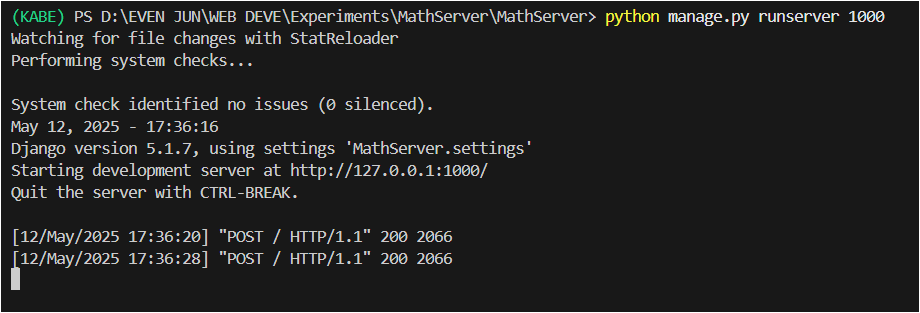 (KABE) PS D:\EVEN JUN\WEB DEVE\Experiments\MathServer\MathServer> python manage.py runserver 1000
Watching for file changes with StatReloader
Performing system checks...
System check identified no issues (0 silenced).
May 12, 2025 - 17:36:16
Django version 5.1.7, using settings 'MathServer.settings'
Starting development server at http://127.0.0.1:1000/
Quit the server with CTRL-BREAK.
[12/May/2025 17:36:20] "POST / HTTP/1.1" 200 2066
[12/May/2025 17:36:28] "POST / HTTP/1.1" 200 2066